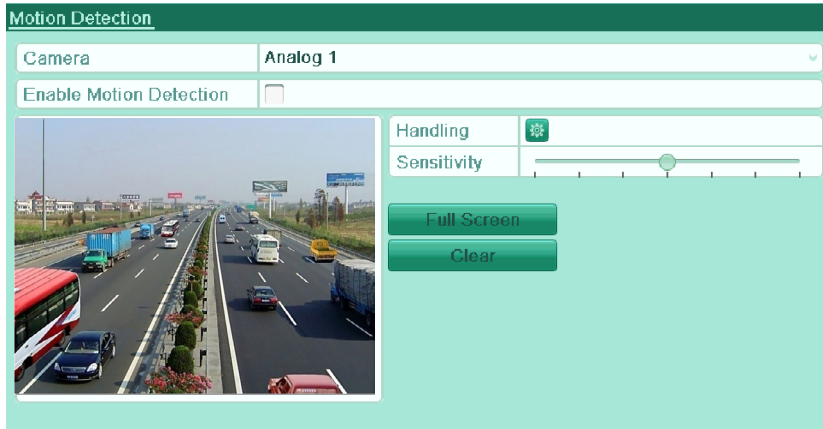 Motion Detection
Camera
Analog 1
Enable Motion Detection
Handling
Sensitivity
Full Screen
Clear